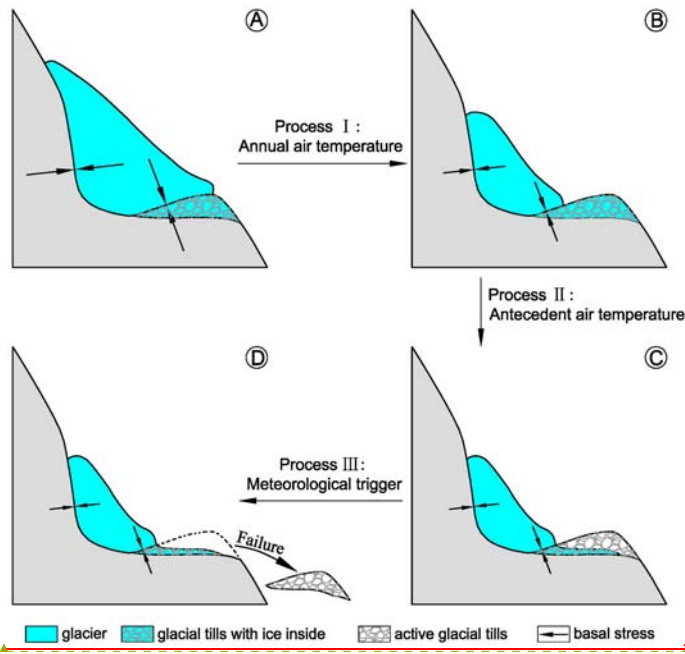 A
B
Process Ⅰ:
Annual air temperature
Process Ⅱ:
Antecedent air temperature
D
C
Process Ⅲ:
Meteorological trigger
Failure
glacier
glacial tills with ice inside
active glacial tills
basal stress